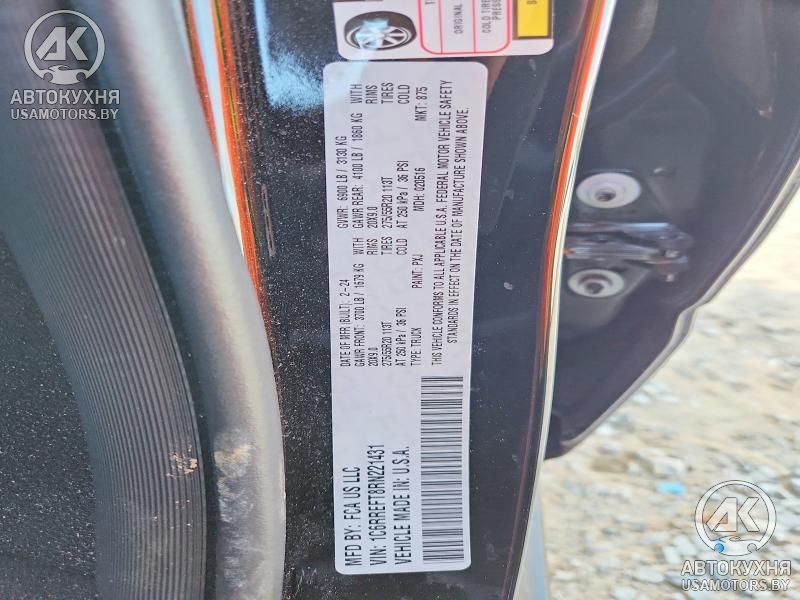 AK
АВТОКУХНЯ
USAMOTORS.BY
ORIGINAL
COLD TIRE
MFD BY: FCA US LLC
DATE OF MFR (BUILT): 2-24
GVWR: 6900 LB / 3130 KG
GAWR FRONT: 3700 LB / 1679 KG WITH
GAWR REAR: 4100 LB / 1860 KG WITH
20X9.0 RIMS
20X9.0 RIMS
275/55R20 113T TIRES
275/55R20 113T TIRES
AT 250 kPa / 36 PSI COLD
AT 250 kPa / 36 PSI COLD
VIN: 1C6RREFT8RN221431
TYPE: TRUCK
PAINT: PXJ
MDH: 020516
MKT: 875
VEHICLE MADE IN: U.S.A.
THIS VEHICLE CONFORMS TO ALL APPLICABLE U.S.A. FEDERAL MOTOR VEHICLE SAFETY
STANDARDS IN EFFECT ON THE DATE OF MANUFACTURE SHOWN ABOVE.
AK
АВТОКУХНЯ
USAMOTORS.BY